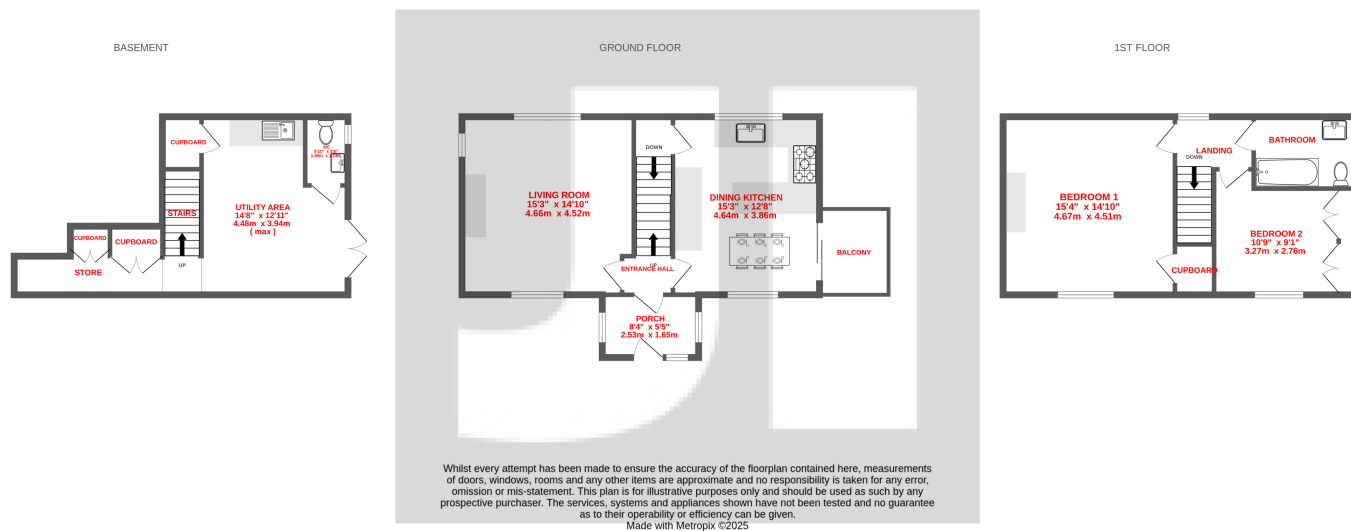 BASEMENT
CUPBOARD
WC
STAIRS
UTILITY AREA
14'8" x 12'11"
4.48m x 3.94m
( max )
CUPBOARD
CUPBOARD
STORE
UP
GROUND FLOOR
DOWN
LIVING ROOM
15'3" x 14'10"
4.66m x 4.52m
DINING KITCHEN
15'3" x 12'8"
4.64m x 3.86m
BALCONY
UP
ENTRANCE HALL
PORCH
8'4" x 5'5"
2.53m x 1.65m
1ST FLOOR
BATHROOM
LANDING
DOWN
BEDROOM 1
15'4" x 14'10"
4.67m x 4.51m
BEDROOM 2
10'9" x 9'1"
3.27m x 2.76m
CUPBOARD
Whilst every attempt has been made to ensure the accuracy of the floorplan contained here, measurements
of doors, windows, rooms and any other items are approximate and no responsibility is taken for any error,
omission or mis-statement. This plan is for illustrative purposes only and should be used as such by any
prospective purchaser. The services, systems and appliances shown have not been tested and no guarantee
as to their operability or efficiency can be given.
Made with Metropix ©2025